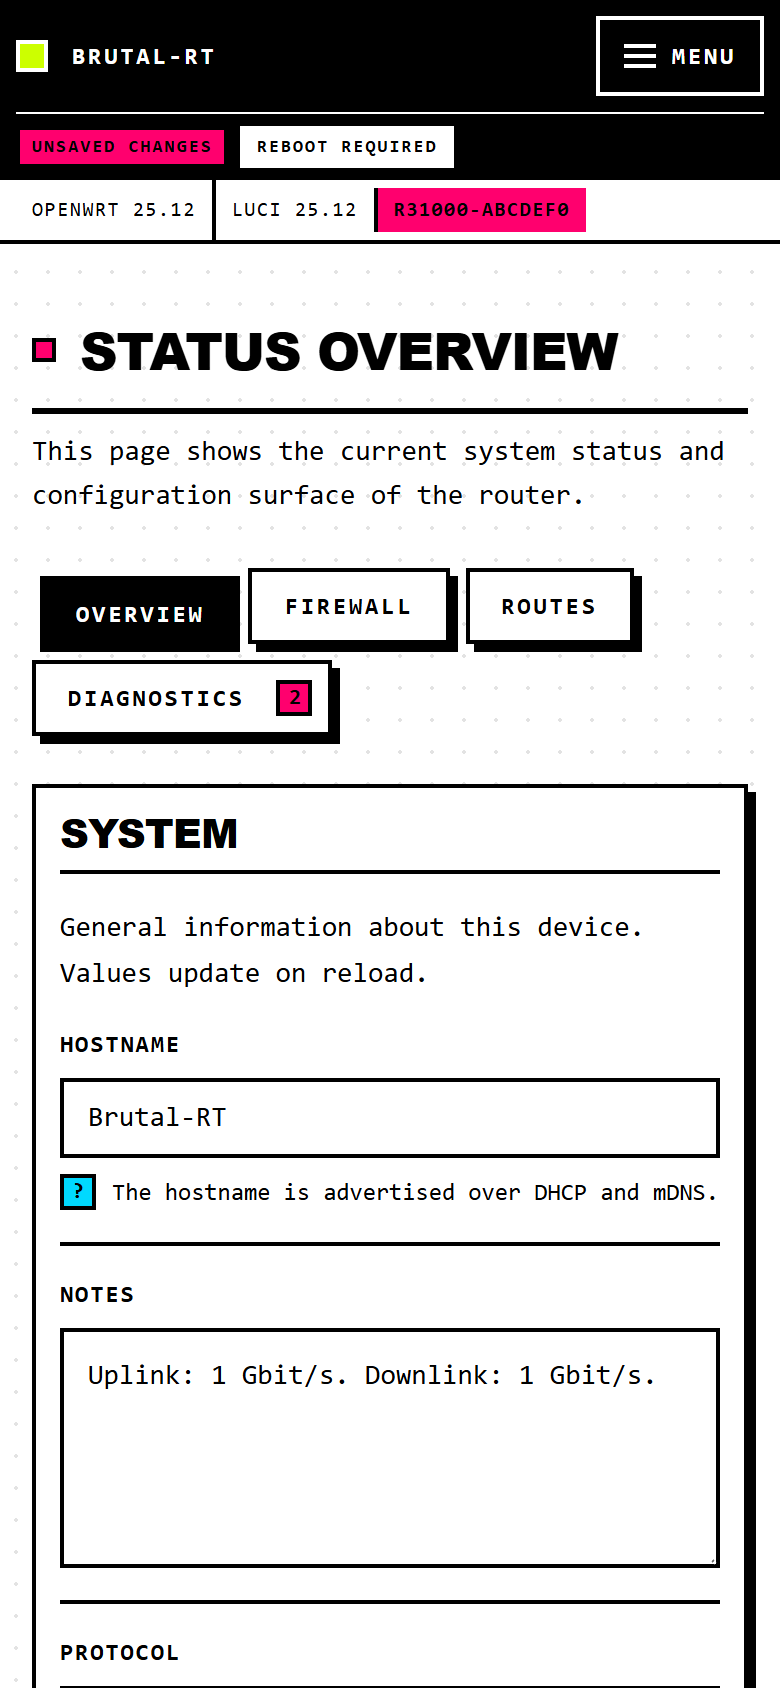 BRUTAL-RT
MENU
UNSAVED CHANGES
REBOOT REQUIRED
OPENWRT 25.12
LUCI 25.12
R31000-ABCDEF0
STATUS OVERVIEW
This page shows the current system status and
configuration surface of the router.
OVERVIEW
FIREWALL
ROUTES
DIAGNOSTICS 2
SYSTEM
General information about this device.
Values update on reload.
HOSTNAME
Brutal-RT
? The hostname is advertised over DHCP and mDNS.
NOTES
Uplink: 1 Gbit/s. Downlink: 1 Gbit/s.
PROTOCOL